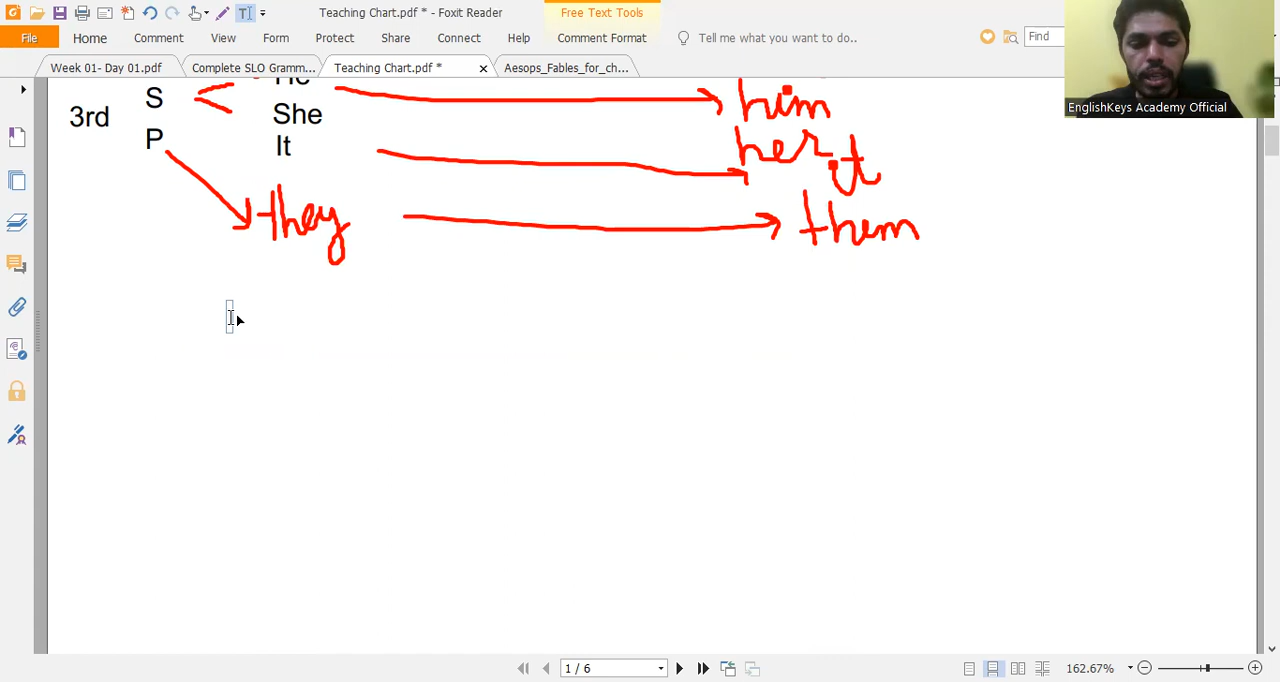 Teaching Chart.pdf * - Foxit Reader
Free Text Tools
File Home Comment View Form Protect Share Connect Help Comment Format Tell me what you want to do.. Find
Week 01- Day 01.pdf Complete SLO Gramm... Teaching Chart.pdf * Aesops_Fables_for_ch...
EnglishKeys Academy Official
He
S
him
3rd
She
P
It
her it
they
them
1 / 6
162.67%